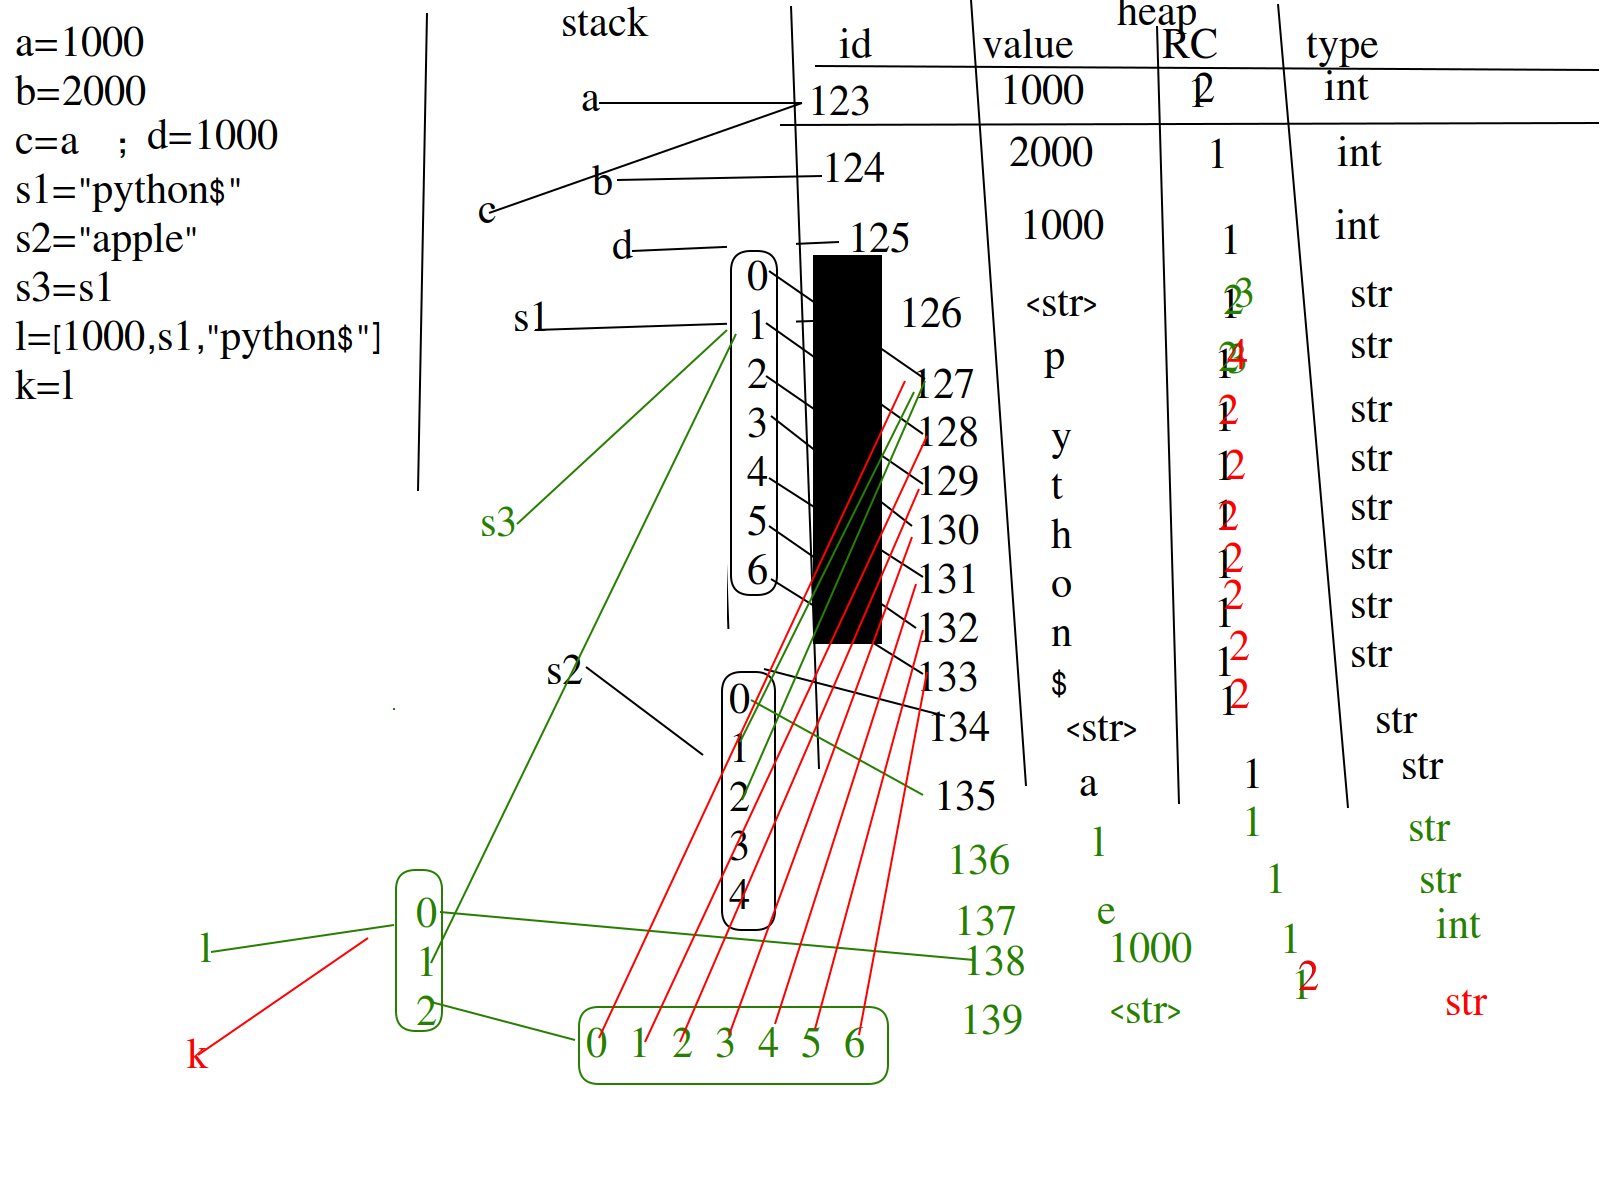 a=1000
b=2000
c=a ; d=1000
s1="python$"
s2="apple"
s3=s1
l=[1000,s1,"python$"]
k=l
stack
heap
id value RC type
a 123 1000 2 int
b 124 2000 1 int
c
d 125 1000 1 int
s1 126 <str> 3 str
0
1
2
3
4
5
6
127 p 4 str
128 y 2 str
129 t 2 str
130 h 2 str
131 o 2 str
132 n 2 str
133 $ 2 str
s3
s2
0
1
2
3
4
134 <str> 1 str
135 a 1 str
136 l 1 str
137 e 1 str
138 1000 1 int
139 <str> 2 str
l
k
0
1
2
0 1 2 3 4 5 6